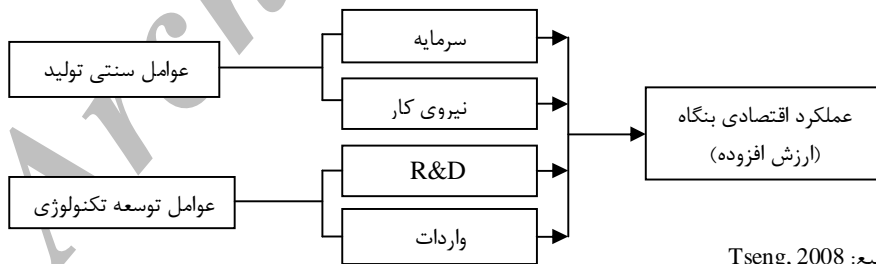 سرمایه
عوامل سنتی تولید
نیروی کار
عملکرد اقتصادی بنگاه
(ارزش افزوده)
R&D
عوامل توسعه تکنولوژی
واردات
Tseng, 2008